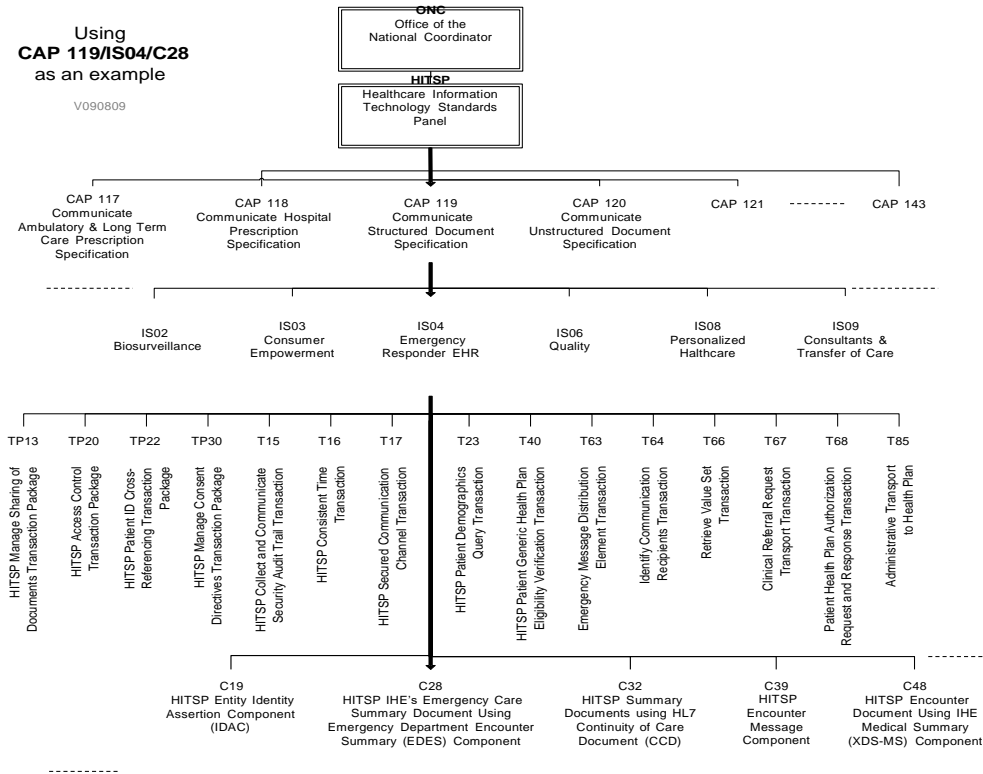 Using
CAP 119/IS04/C28
as an example
V090809
ONC
Office of the
National Coordinator
HITSP
Healthcare Information
Technology Standards
Panel
CAP 117
Communicate
Ambulatory & Long Term
Care Prescription
Specification
CAP 118
Communicate Hospital
Prescription
Specification
CAP 119
Communicate
Structured Document
Specification
CAP 120
Communicate
Unstructured Document
Specification
CAP 121
CAP 143
IS02
Biosurveillance
IS03
Consumer
Empowerment
IS04
Emergency
Responder EHR
IS06
Quality
IS08
Personalized
Halthcare
IS09
Consultants &
Transfer of Care
TP13
HITSP Manage Sharing of
Documents Transaction Package
TP20
HITSP Access Control
Transaction Package
TP22
HITSP Patient ID Cross-
Referencing Transaction
Package
TP30
HITSP Manage Consent
Directives Transaction Package
T15
HITSP Collect and Communicate
Security Audit Trail Transaction
T16
HITSP Consistent Time
Transaction
T17
HITSP Secured Communication
Channel Transaction
T23
HITSP Patient Demographics
Query Transaction
T40
HITSP Patient Generic Health Plan
Eligibility Verification Transaction
T63
Emergency Message Distribution
Element Transaction
T64
Identify Communication
Recipients Transaction
T66
Retrieve Value Set
Transaction
T67
Clinical Referral Request
Transport Transaction
T68
Patient Health Plan Authorization
Request and Response Transaction
T85
Administrative Transport
to Health Plan
C19
HITSP Entity Identity
Assertion Component
(IDAC)
C28
HITSP IHE's Emergency Care
Summary Document Using
Emergency Department Encounter
Summary (EDES) Component
C32
HITSP Summary
Documents using HL7
Continuity of Care
Document (CCD)
C39
HITSP
Encounter
Message
Component
C48
HITSP Encounter
Document Using IHE
Medical Summary
(XDS-MS) Component